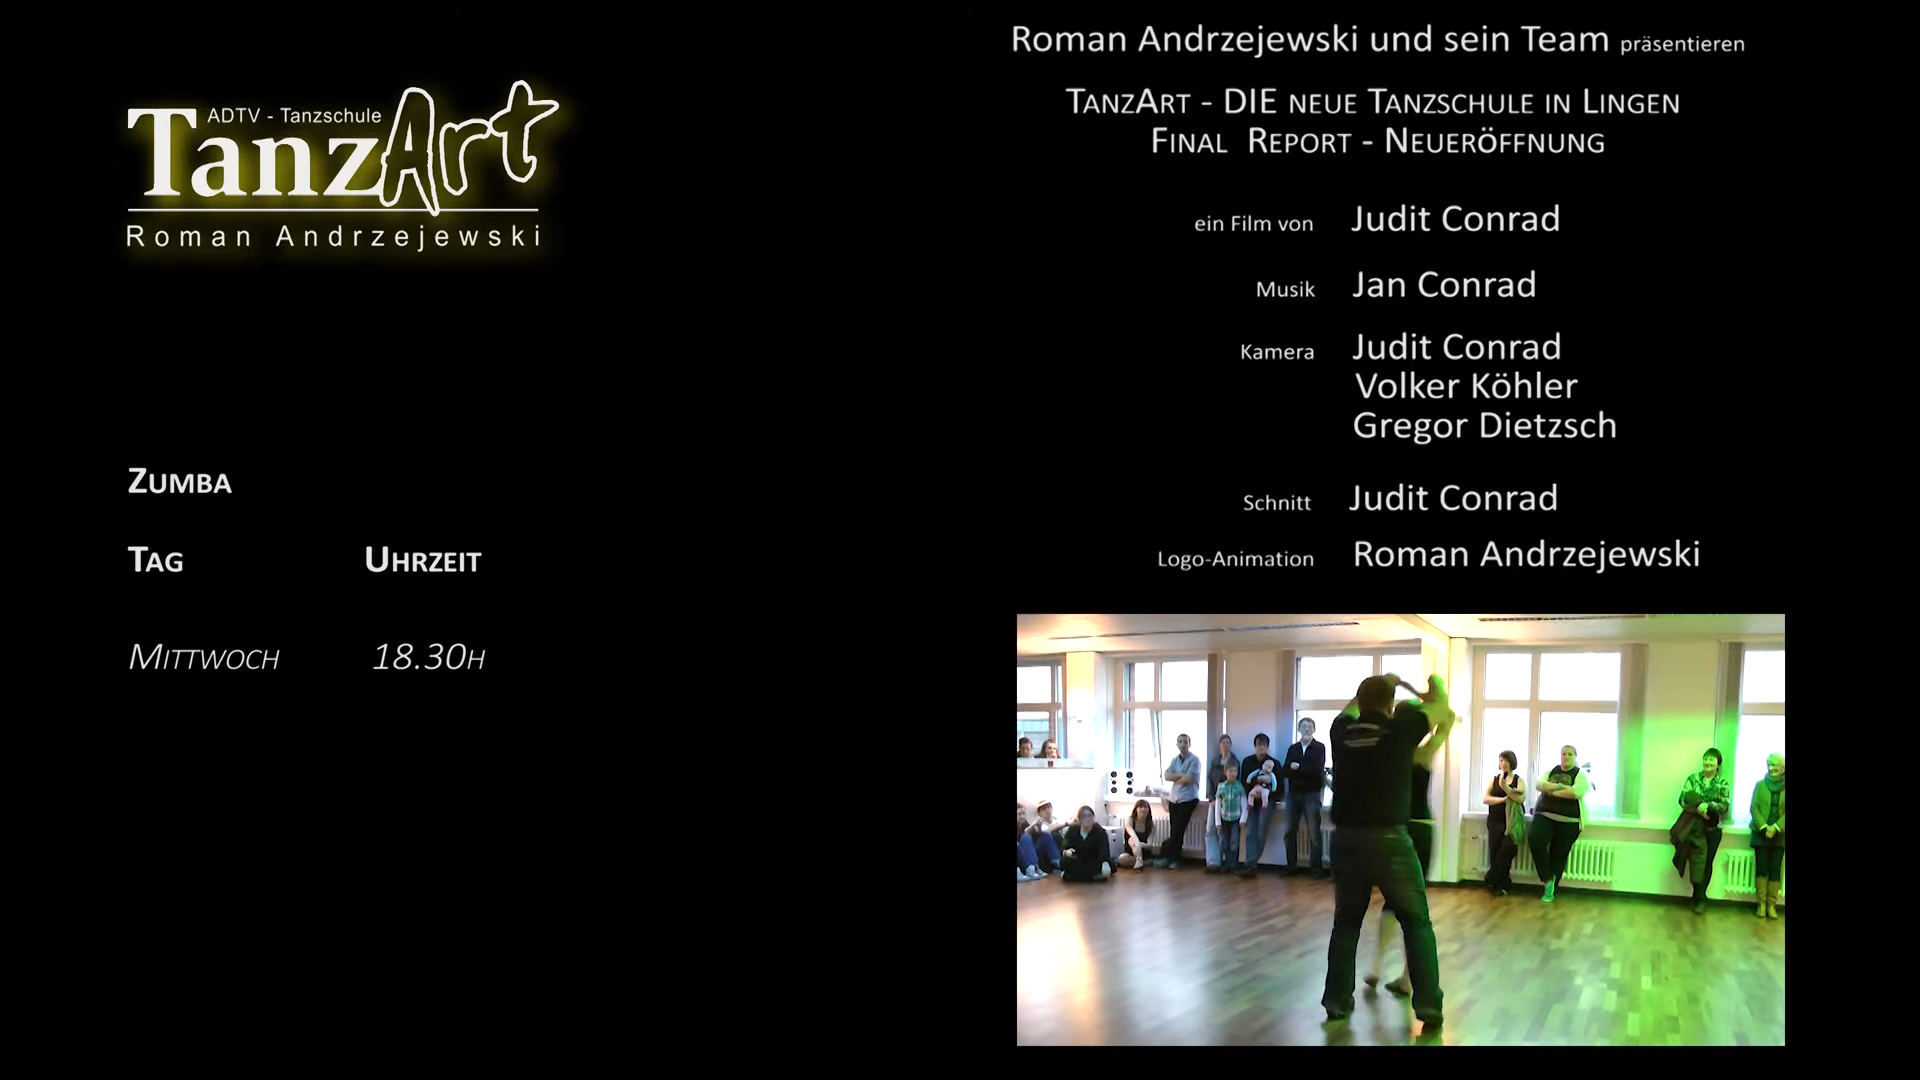 ADTV - Tanzschule
TanzArt
Roman Andrzejewski
ZUMBA
TAG UHRZEIT
MITTWOCH 18.30H
Roman Andrzejewski und sein Team präsentieren
TANZART - DIE NEUE TANZSCHULE IN LINGEN
FINAL REPORT - NEUERÖFFNUNG
ein Film von Judit Conrad
Musik Jan Conrad
Kamera Judit Conrad
Volker Köhler
Gregor Dietzsch
Schnitt Judit Conrad
Logo-Animation Roman Andrzejewski